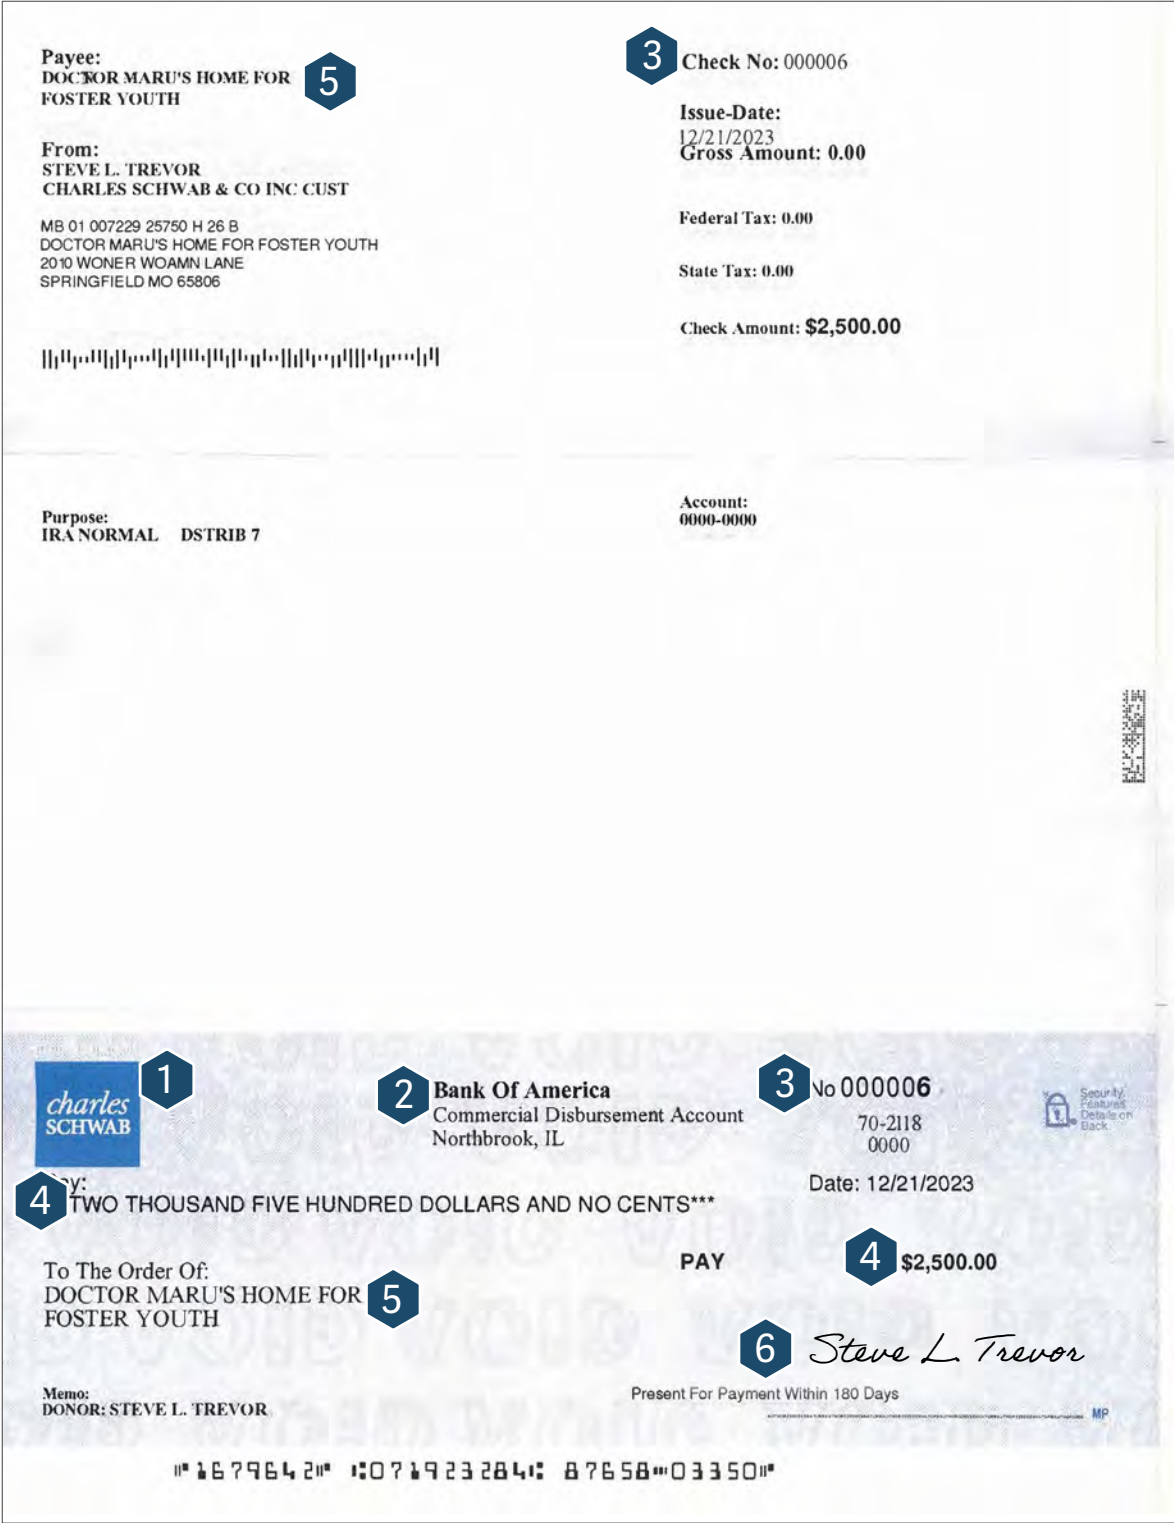 Payee:
DOCTOR MARU'S HOME FOR
FOSTER YOUTH
5
From:
STEVE L. TREVOR
CHARLES SCHWAB & CO INC CUST
MB 01 007229 25750 H 26 B
DOCTOR MARU'S HOME FOR FOSTER YOUTH
2010 WONER WOAMN LANE
SPRINGFIELD MO 65806
3
Check No: 000006
Issue-Date:
12/21/2023
Gross Amount: 0.00
Federal Tax: 0.00
State Tax: 0.00
Check Amount: $2,500.00
Purpose:
IRA NORMAL DSTRIB 7
Account:
0000-0000
charles
SCHWAB
1
2
Bank Of America
Commercial Disbursement Account
Northbrook, IL
3
No 000006
70-2118
0000
Security
Features
Details on
Back
Date: 12/21/2023
4
TWO THOUSAND FIVE HUNDRED DOLLARS AND NO CENTS***
PAY
4
$2,500.00
To The Order Of:
DOCTOR MARU'S HOME FOR
FOSTER YOUTH
5
6
Steve L. Trevor
Present For Payment Within 180 Days
MP
Memo:
DONOR: STEVE L. TREVOR
⑈1679642⑈ ⑆071923284⑆ 87658⑉03350⑈